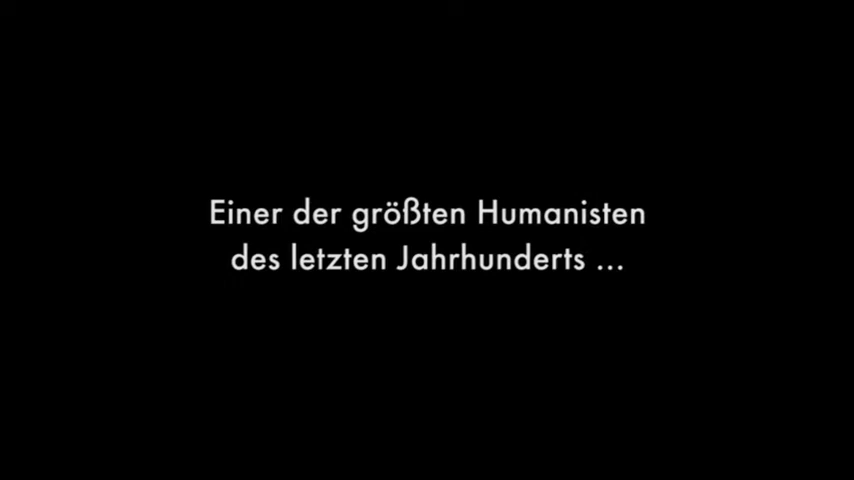 Einer der größten Humanisten
des letzten Jahrhunderts ...